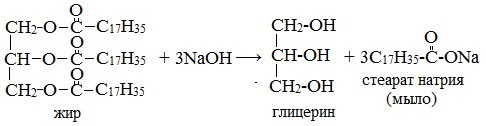 O
CH2-O-C-C17H35
O
CH-O-C-C17H35 + 3NaOH → CH2-OH CH-OH CH2-OH + 3C17H35-C-ONa
O
CH2-O-C-C17H35
O
жир
глицерин
стеарат натрия
(мыло)